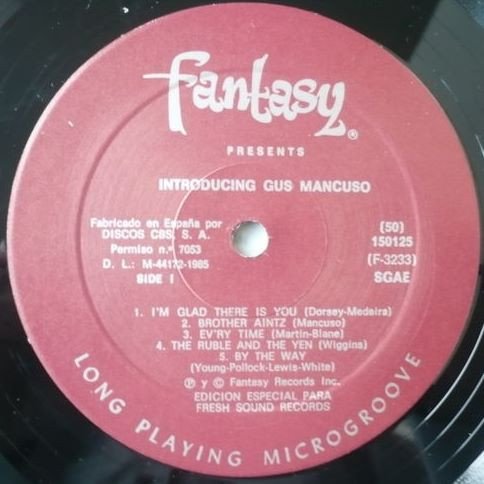 fantasy®
PRESENTS
INTRODUCING GUS MANCUSO
Fabricado en España por
DISCOS CBS, S. A.
Permiso n.º 7053
D. L.: M-44172-1985
SIDE I
(50)
150125
(F-3233)
SGAE
1. I'M GLAD THERE IS YOU (Dorsey-Medeira)
2. BROTHER AINTZ (Mancuso)
3. EV'RY TIME (Martin-Blane)
4. THE RUBLE AND THE YEN (Wiggins)
5. BY THE WAY
(Young-Pollock-Lewis-White)
Ⓟ y © Fantasy Records Inc.
EDICION ESPECIAL PARA
FRESH SOUND RECORDS
LONG PLAYING MICROGROOVE